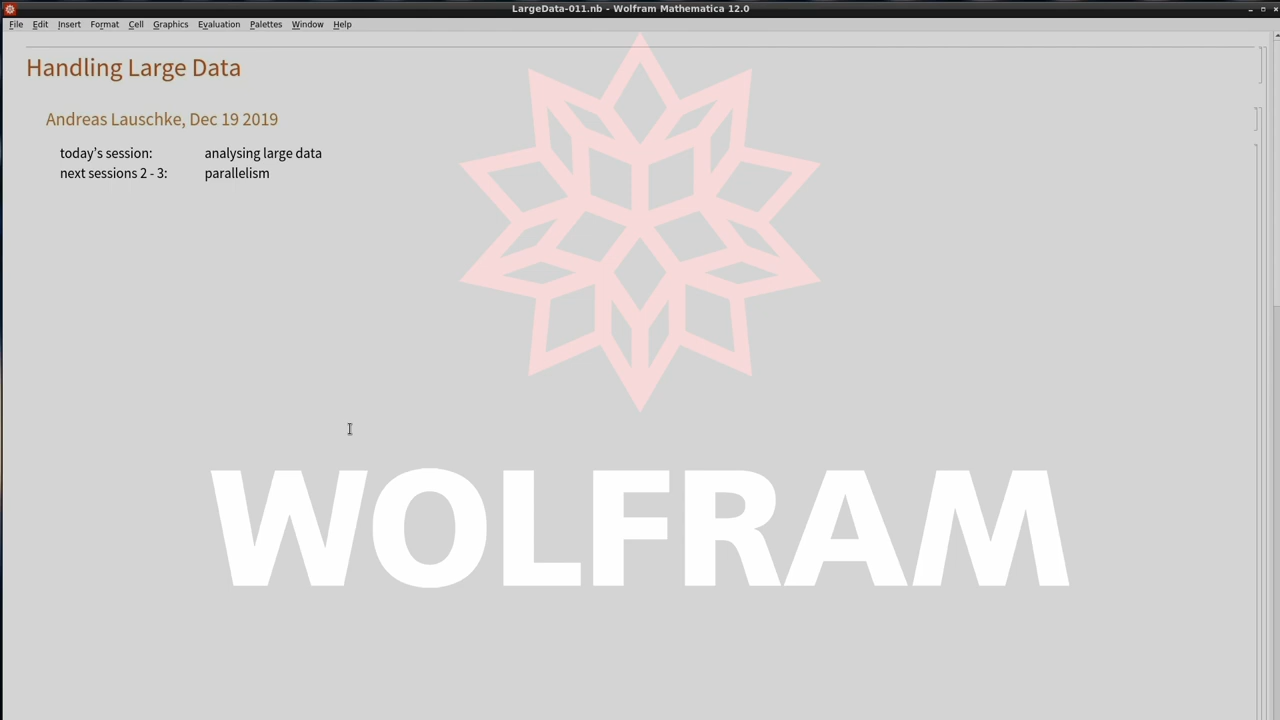 LargeData-011.nb - Wolfram Mathematica 12.0
File Edit Insert Format Cell Graphics Evaluation Palettes Window Help
Handling Large Data
Andreas Lauschke, Dec 19 2019
today's session: analysing large data
next sessions 2 - 3: parallelism
WOLFRAM